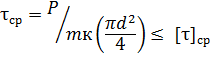 τср = P/mк(πd²/4) ≤ [τ]ср